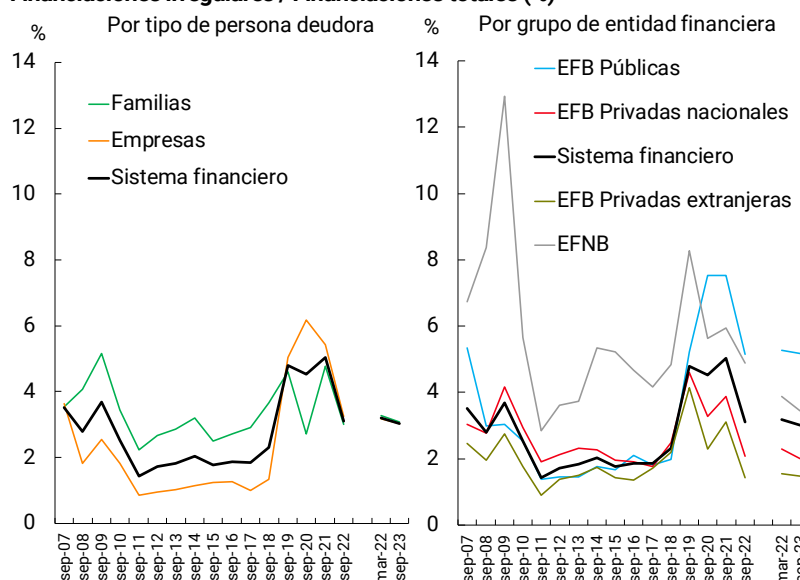 Financiaciones irregulares / Financiaciones totales (%)
Por tipo de persona deudora
%
14
12
10
8
6
4
2
0
Familias
Empresas
Sistema financiero
sep-07
sep-08
sep-09
sep-10
sep-11
sep-12
sep-13
sep-14
sep-15
sep-16
sep-17
sep-18
sep-19
sep-20
sep-21
sep-22
mar-22
sep-23
Por grupo de entidad financiera
%
14
12
10
8
6
4
2
0
EFB Públicas
EFB Privadas nacionales
Sistema financiero
EFB Privadas extranjeras
EFNB
sep-07
sep-08
sep-09
sep-10
sep-11
sep-12
sep-13
sep-14
sep-15
sep-16
sep-17
sep-18
sep-19
sep-20
sep-21
sep-22
mar-22
sep-23